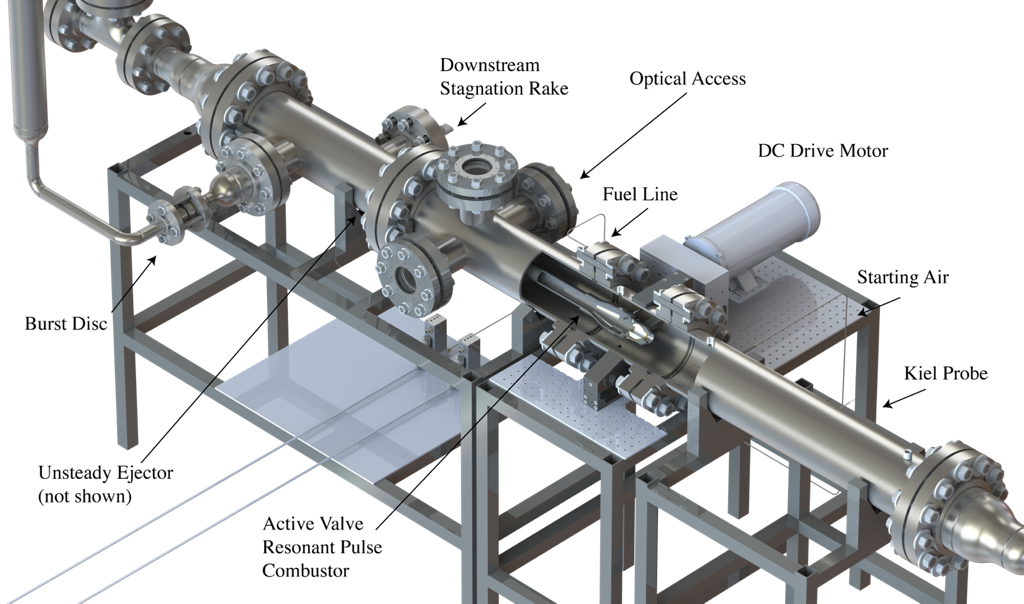 Downstream
Stagnation Rake
Optical Access
DC Drive Motor
Fuel Line
Starting Air
Burst Disc
Kiel Probe
Unsteady Ejector
(not shown)
Active Valve
Resonant Pulse
Combustor